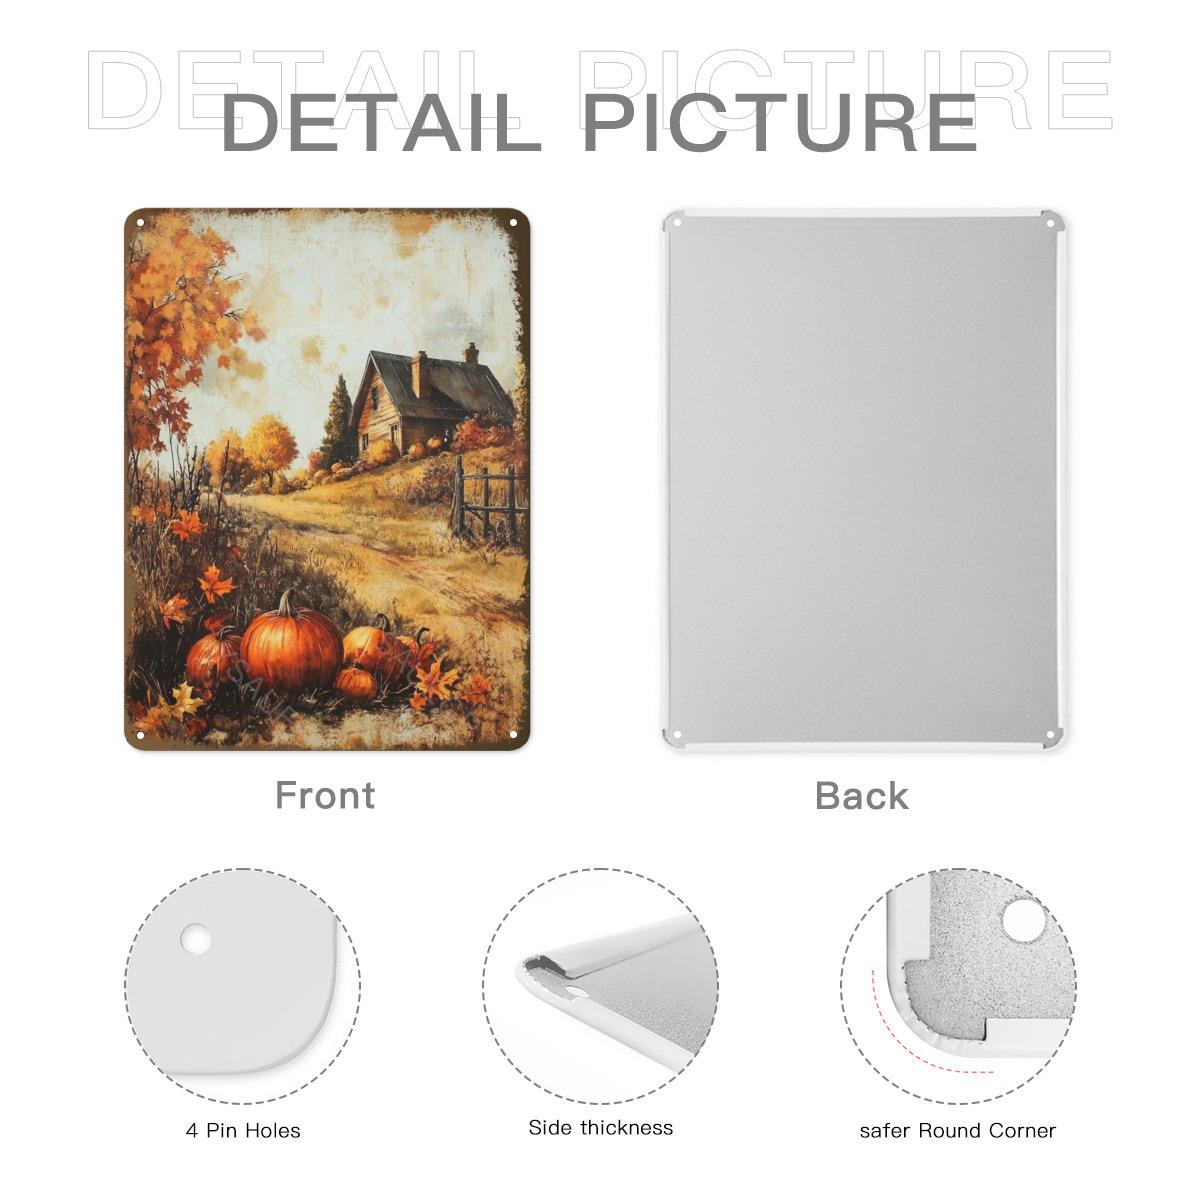 DETAIL PICTURE
DETAIL PICTURE
Front
Back
4 Pin Holes
Side thickness
safer Round Corner